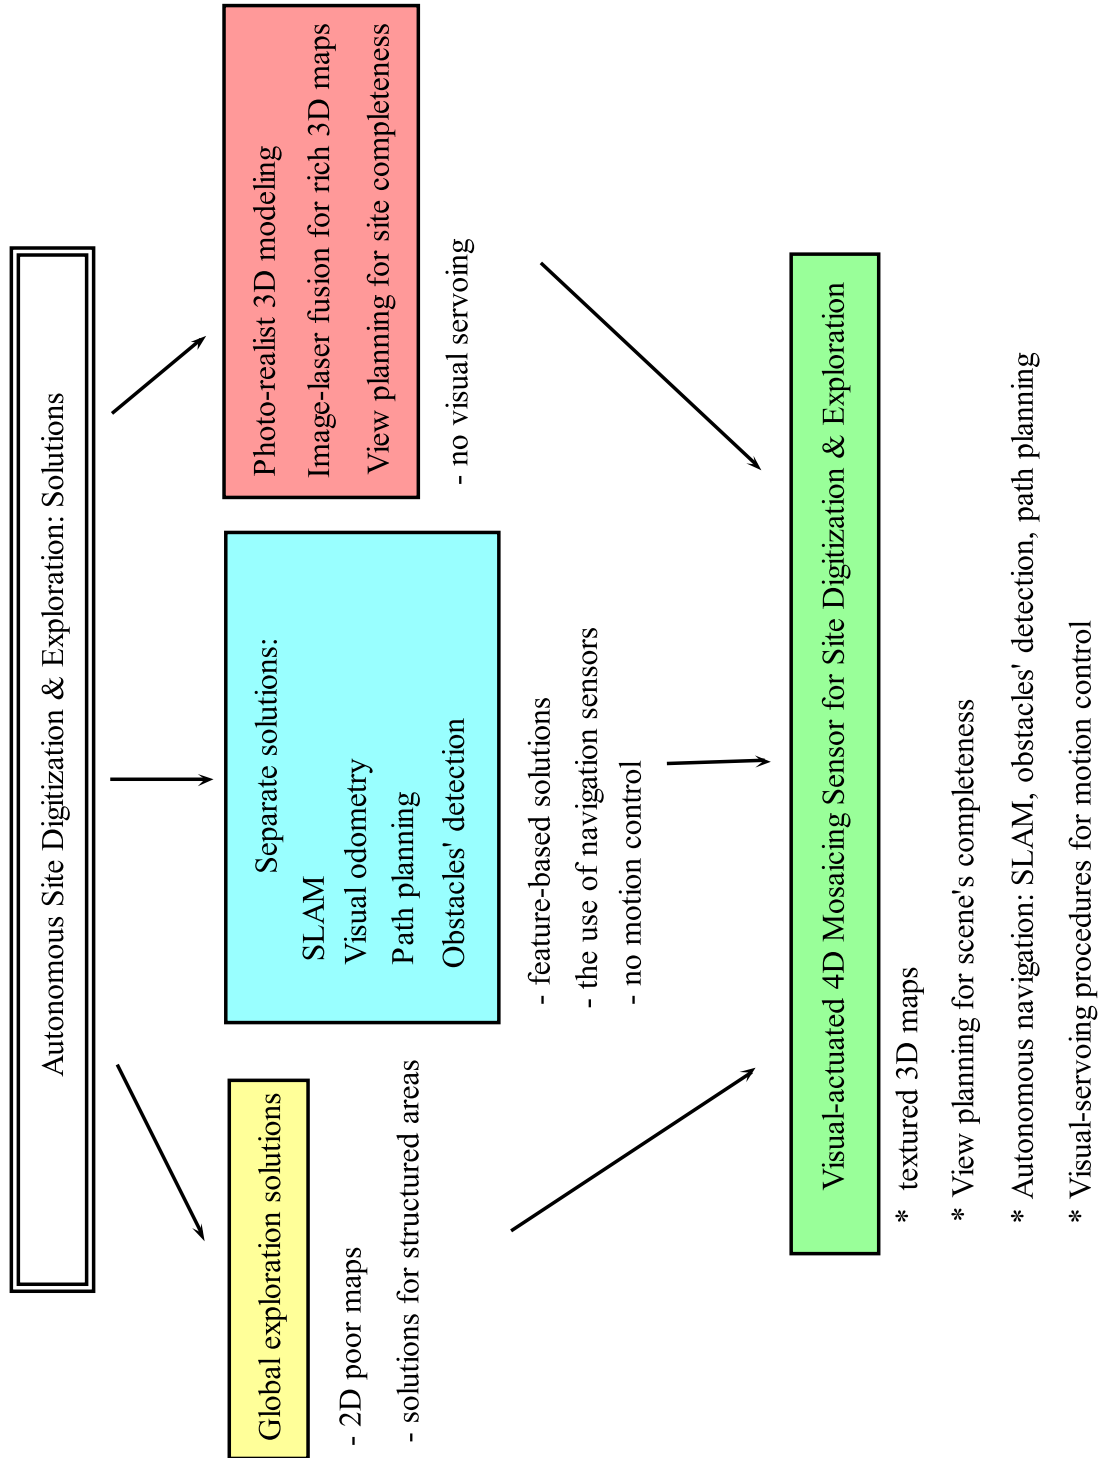 Autonomous Site Digitization & Exploration: Solutions
Global exploration solutions
- 2D poor maps
- solutions for structured areas
Separate solutions:
SLAM
Visual odometry
Path planning
Obstacles' detection
- feature-based solutions
- the use of navigation sensors
- no motion control
Photo-realist 3D modeling
Image-laser fusion for rich 3D maps
View planning for site completeness
- no visual servoing
Visual-actuated 4D Mosaicing Sensor for Site Digitization & Exploration
* textured 3D maps
* View planning for scene's completeness
* Autonomous navigation: SLAM, obstacles' detection, path planning
* Visual-servoing procedures for motion control